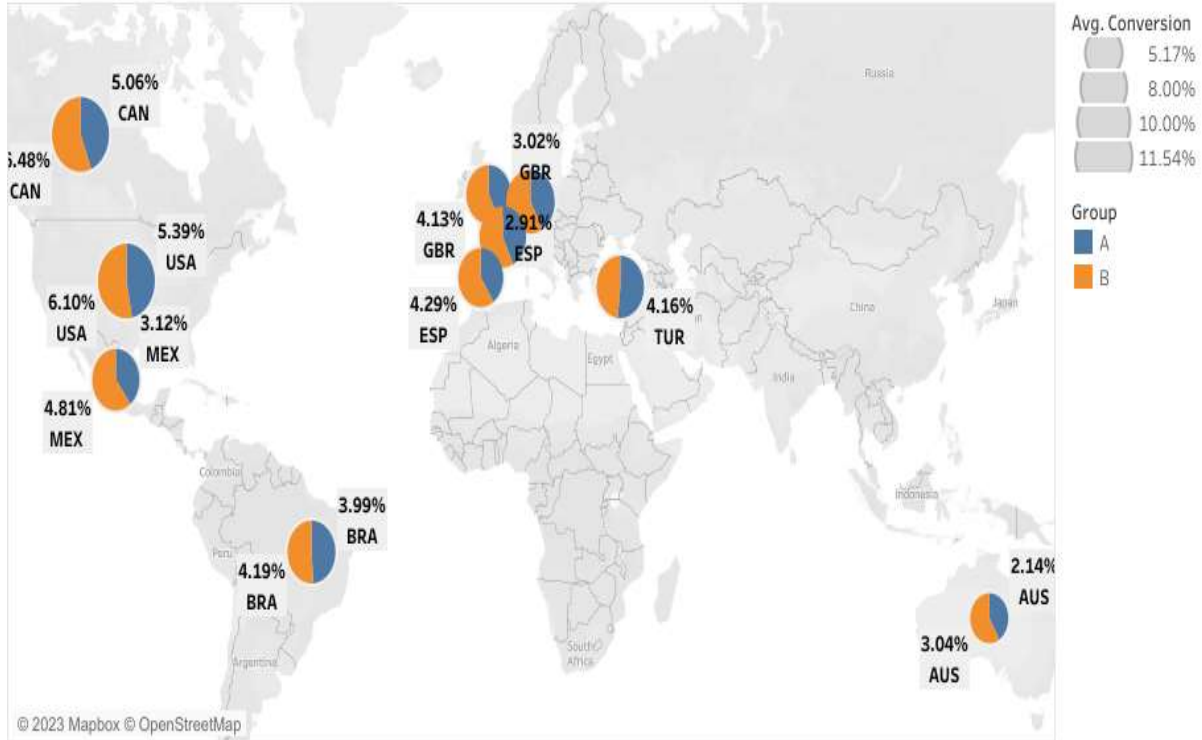 Avg. Conversion
5.17%
8.00%
10.00%
11.54%
Group
A
B
Russia
5.06%
CAN
CAN
3.02%
GBR
4.13%
GBR
2.91%
ESP
5.39%
USA
6.10%
USA
3.12%
MEX
4.29%
ESP
4.16%
TUR
China
Japan
Algeria
Egypt
India
4.81%
MEX
Colombia
Indonesia
3.99%
BRA
Peru
4.19%
BRA
2.14%
AUS
3.04%
AUS
South
Africa
Argentina
© 2023 Mapbox © OpenStreetMap